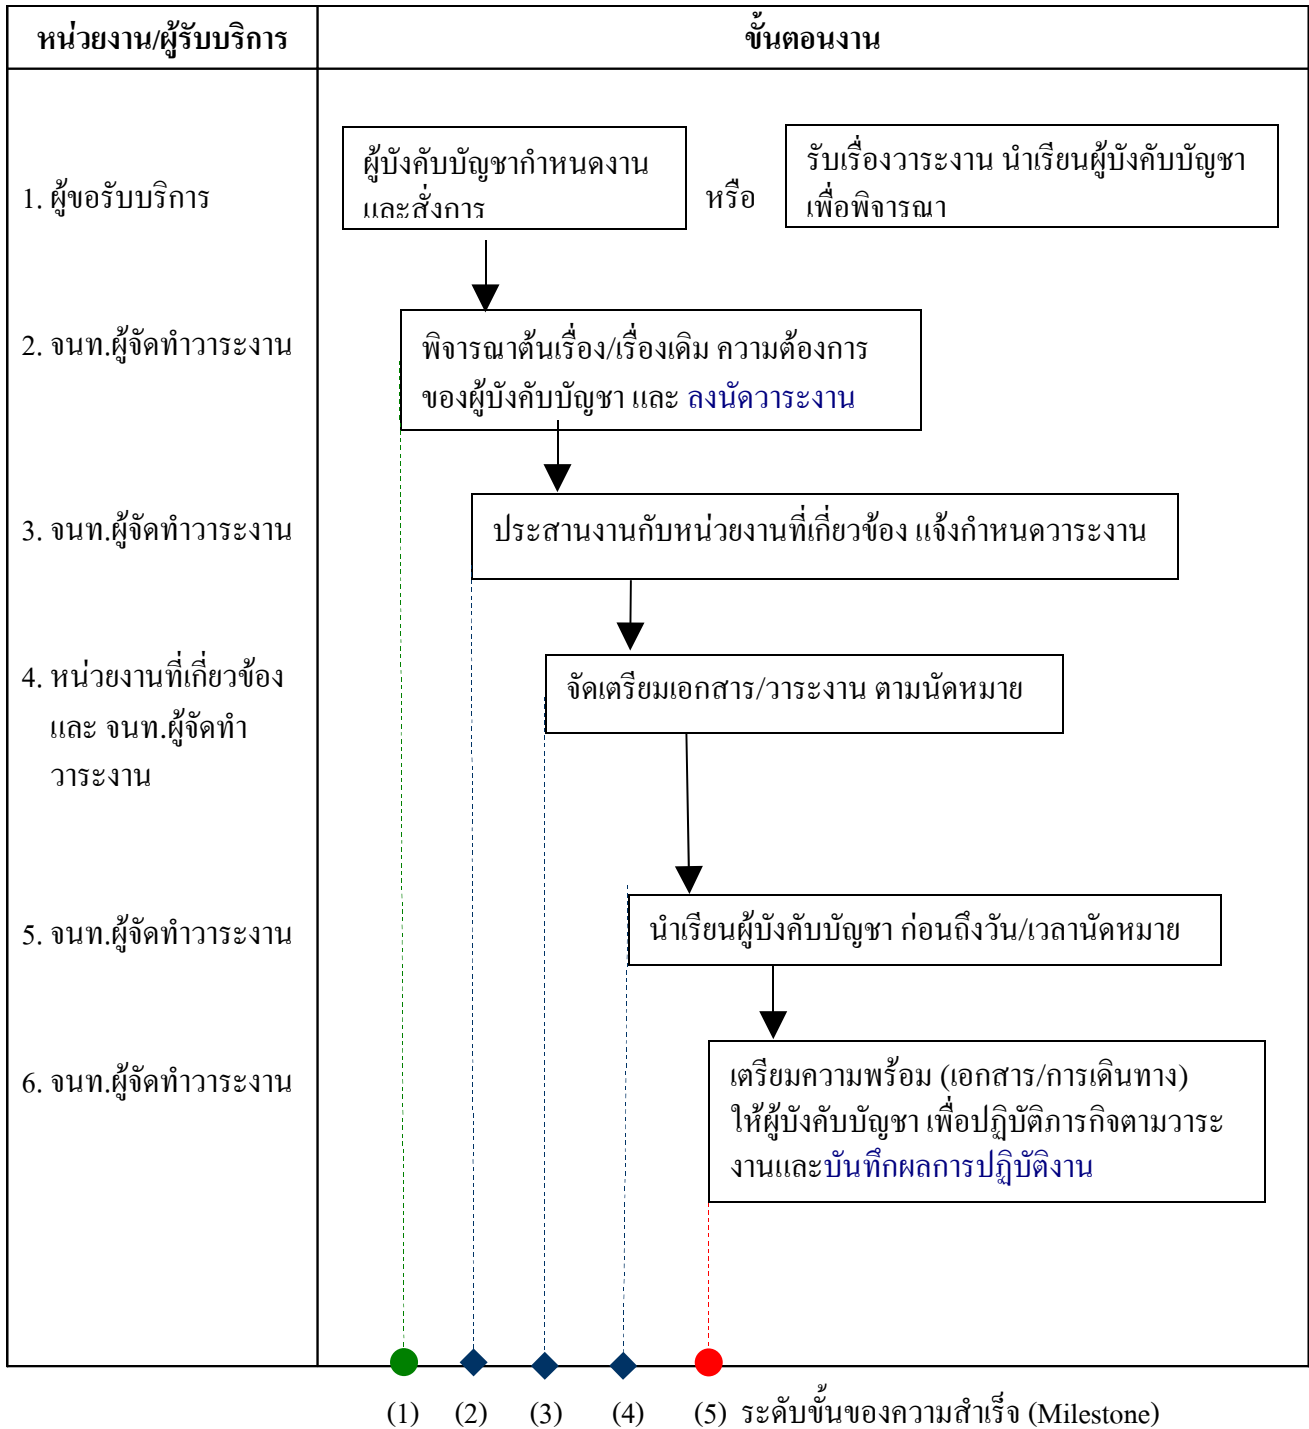 หน่วยงาน/ผู้รับบริการ
ขั้นตอนงาน
1. ผู้ขอรับบริการ
ผู้บังคับบัญชากำหนดงาน
และสั่งการ
หรือ
รับเรื่องวาระงาน นำเรียนผู้บังคับบัญชา
เพื่อพิจารณา
2. จนท.ผู้จัดทำวาระงาน
พิจารณาต้นเรื่อง/เรื่องเดิม ความต้องการ
ของผู้บังคับบัญชา และ ลงนัดวาระงาน
3. จนท.ผู้จัดทำวาระงาน
ประสานงานกับหน่วยงานที่เกี่ยวข้อง แจ้งกำหนดวาระงาน
4. หน่วยงานที่เกี่ยวข้อง
และ จนท.ผู้จัดทำ
วาระงาน
จัดเตรียมเอกสาร/วาระงาน ตามนัดหมาย
5. จนท.ผู้จัดทำวาระงาน
นำเรียนผู้บังคับบัญชา ก่อนถึงวัน/เวลานัดหมาย
6. จนท.ผู้จัดทำวาระงาน
เตรียมความพร้อม (เอกสาร/การเดินทาง)
ให้ผู้บังคับบัญชา เพื่อปฏิบัติภารกิจตามวาระ
งานและบันทึกผลการปฏิบัติงาน
(1) (2) (3) (4) (5) ระดับขั้นของความสำเร็จ (Milestone)